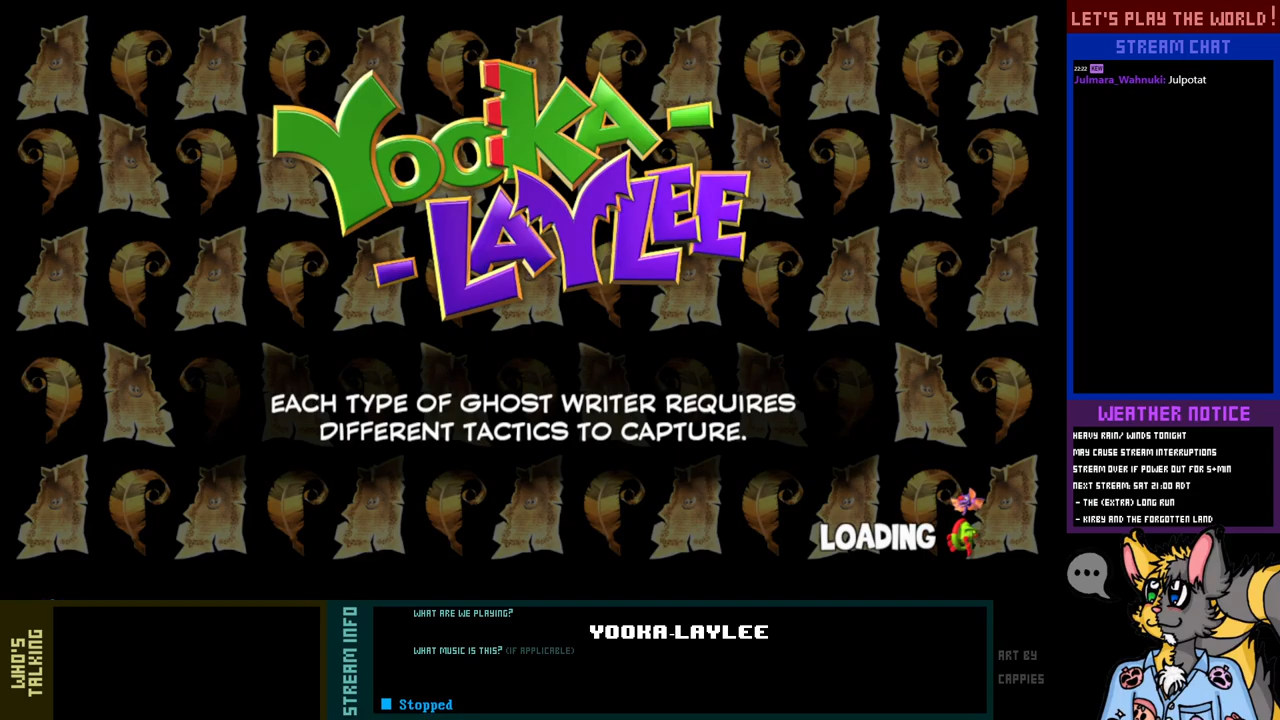 YOOKA-
-LAYLEE
EACH TYPE OF GHOST WRITER REQUIRES
DIFFERENT TACTICS TO CAPTURE.
LOADING
LET'S PLAY THE WORLD!
STREAM CHAT
22:22 NEW
Julmara_Wahnuki: Julpotat
WEATHER NOTICE
HEAVY RAIN/ WINDS TONIGHT
MAY CAUSE STREAM INTERRUPTIONS
STREAM OVER IF POWER OUT FOR 5+MIN
NEXT STREAM: SAT 21:00 ADT
- THE (EXTRA) LONG RUN
- KIRBY AND THE FORGOTTEN LAND
WHO'S
TALKING
STREAM INFO
WHAT ARE WE PLAYING?
YOOKA-LAYLEE
WHAT MUSIC IS THIS? (IF APPLICABLE)
Stopped
ART BY
CAPPIES